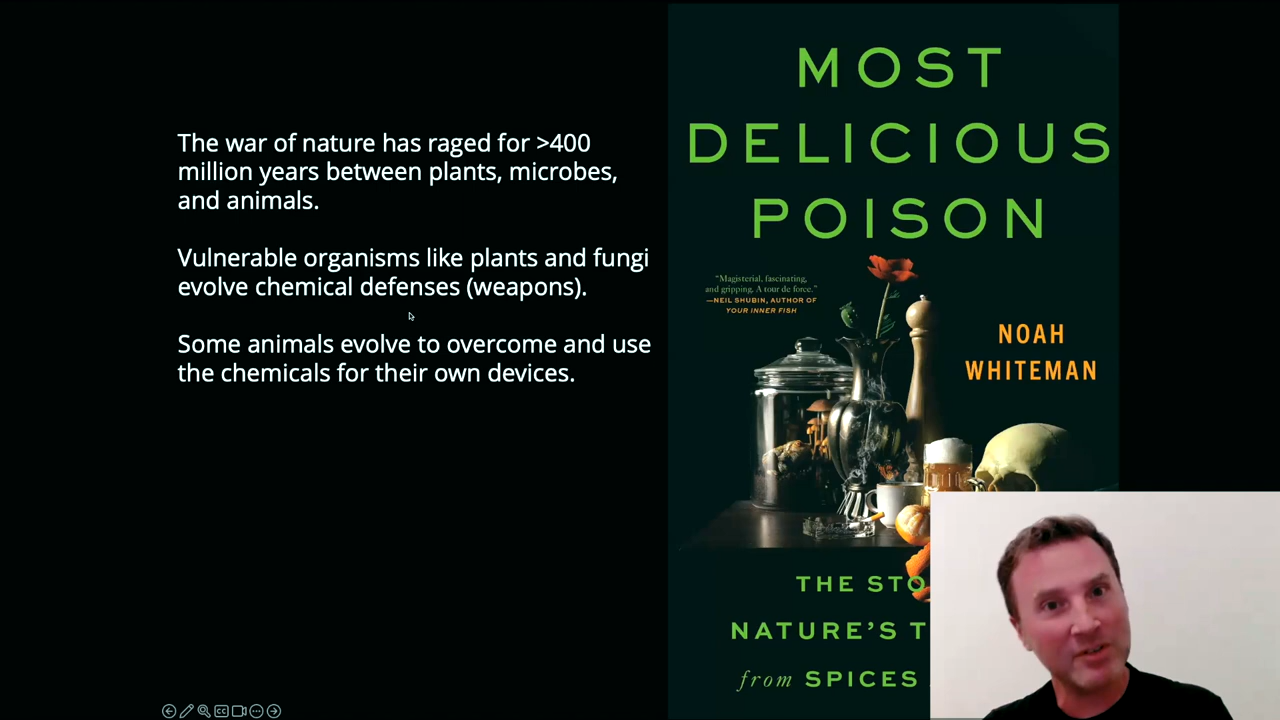 The war of nature has raged for >400
million years between plants, microbes,
and animals.
Vulnerable organisms like plants and fungi
evolve chemical defenses (weapons).
Some animals evolve to overcome and use
the chemicals for their own devices.
MOST
DELICIOUS
POISON
“Magisterial, fascinating,
and gripping. A tour de force.”
—NEIL SHUBIN, AUTHOR OF
YOUR INNER FISH
NOAH
WHITEMAN
THE STO
NATURE’S T
from SPICES